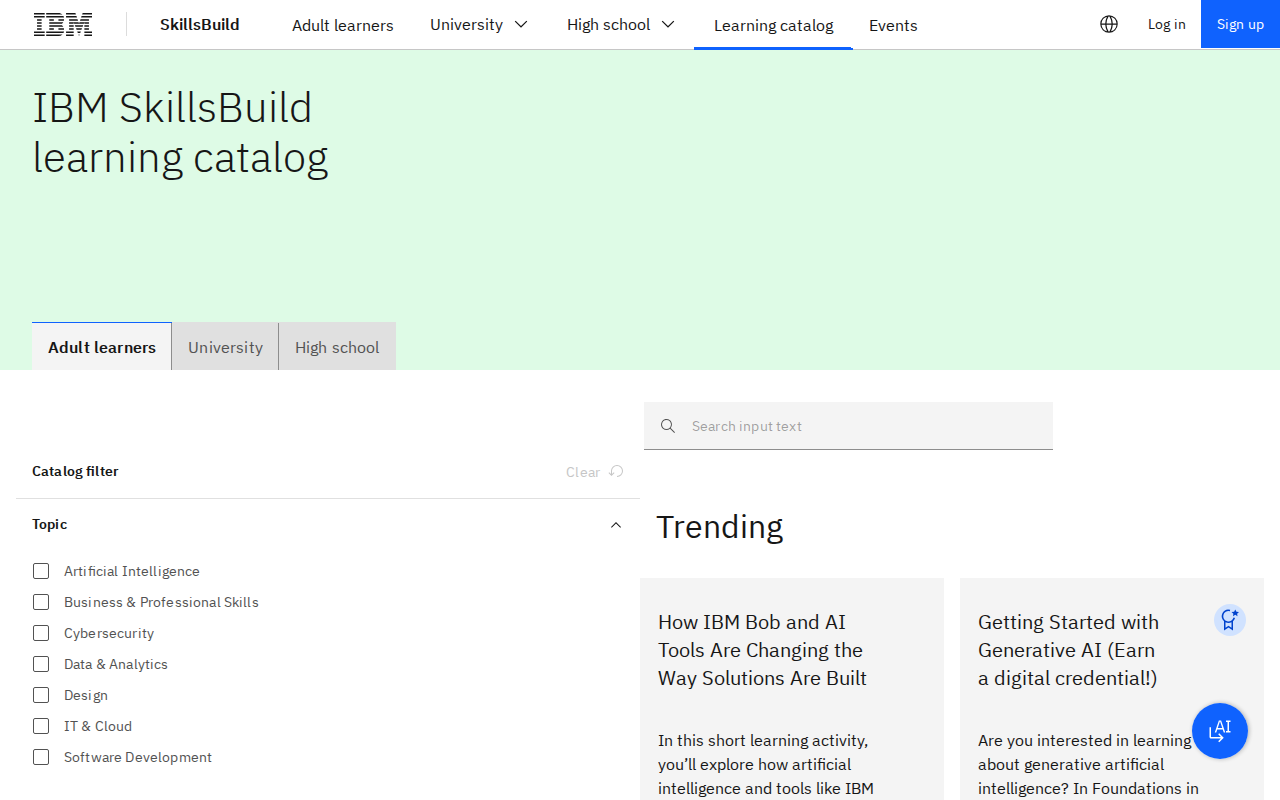 IBM SkillsBuild Adult learners University High school Learning catalog Events Log in Sign up
IBM SkillsBuild
learning catalog
Adult learners University High school
Search input text
Catalog filter Clear
Topic
Artificial Intelligence
Business & Professional Skills
Cybersecurity
Data & Analytics
Design
IT & Cloud
Software Development
Trending
How IBM Bob and AI
Tools Are Changing the
Way Solutions Are Built
In this short learning activity,
you’ll explore how artificial
intelligence and tools like IBM
Getting Started with
Generative AI (Earn
a digital credential!)
Are you interested in learning
about generative artificial
intelligence? In Foundations in
AI